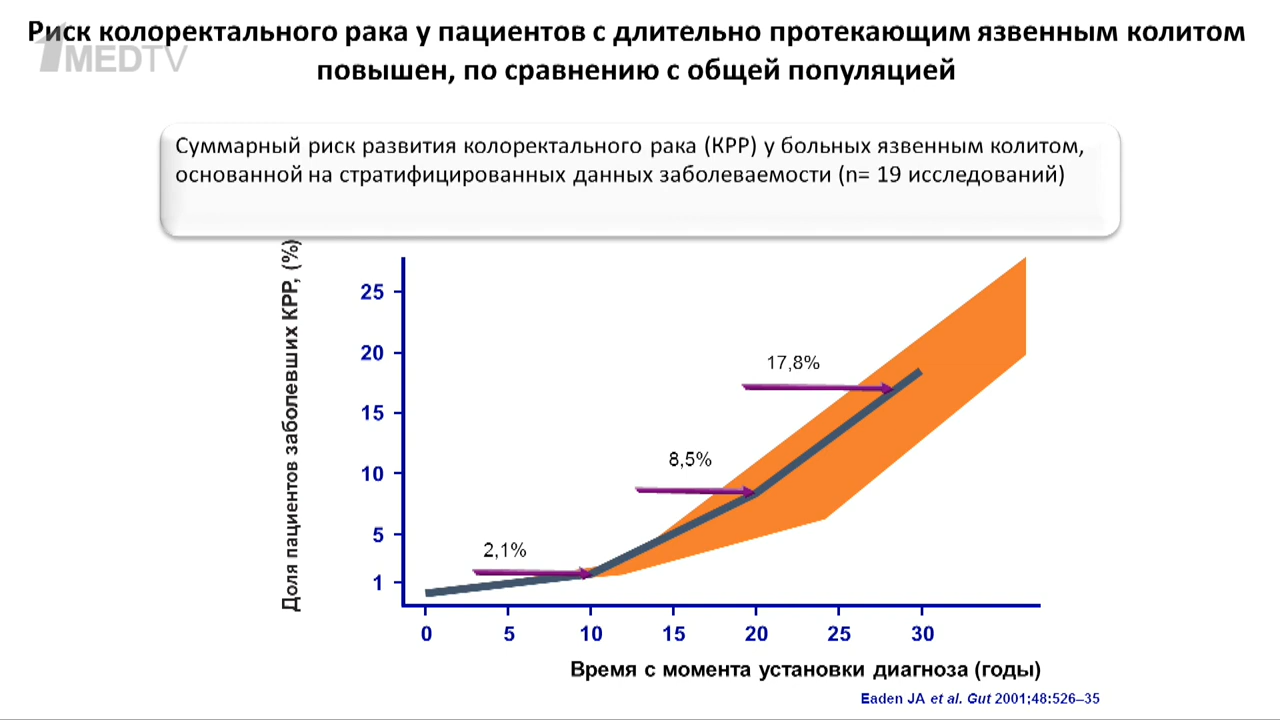 Риск колоректального рака у пациентов с длительно протекающим язвенным колитом
повышен, по сравнению с общей популяцией
1MEDTV
Суммарный риск развития колоректального рака (КРР) у больных язвенным колитом,
основанной на стратифицированных данных заболеваемости (n= 19 исследований)
Доля пациентов заболевших КРР, (%)
25
20
15
10
5
1
17,8%
8,5%
2,1%
0 5 10 15 20 25 30
Время с момента установки диагноза (годы)
Eaden JA et al. Gut 2001;48:526–35